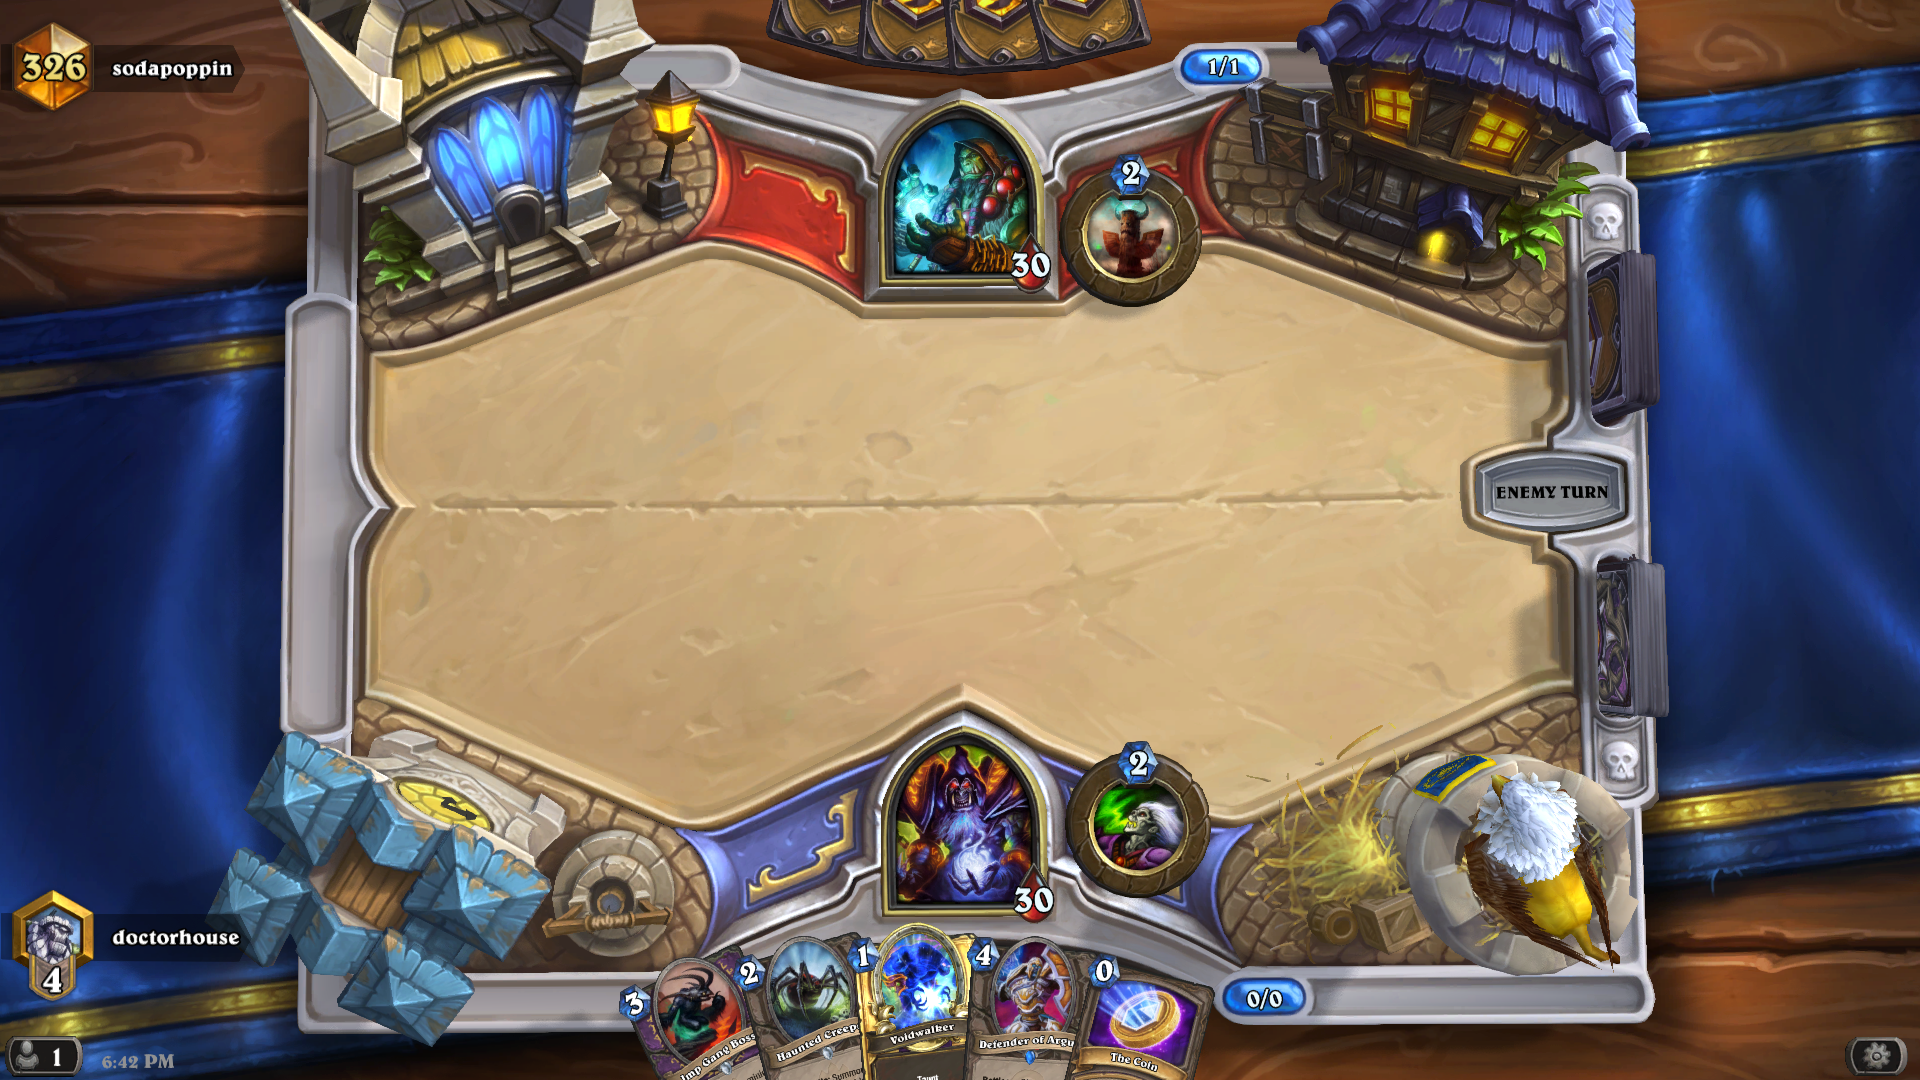 326
sodapoppin
1/1
2
30
ENEMY TURN
2
30
doctorhouse
4
3
2
1
4
0
0/0
Imp Gang Boss
Haunted Creep
Voidwalker
Defender of Argu
The Coin
Taunt
1
6:42 PM